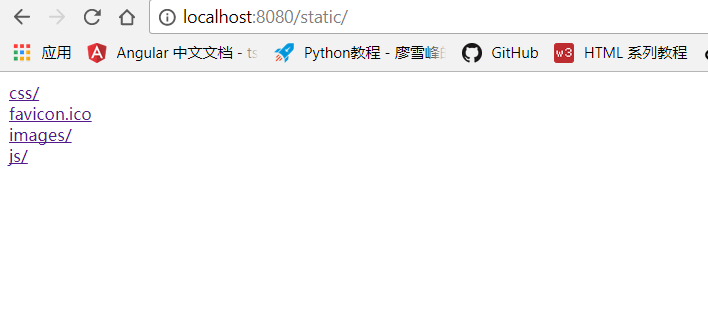 localhost:8080/static/
应用 Angular 中文文档 - ts Python教程 - 廖雪峰 GitHub w3 HTML 系列教程
css/
favicon.ico
images/
js/